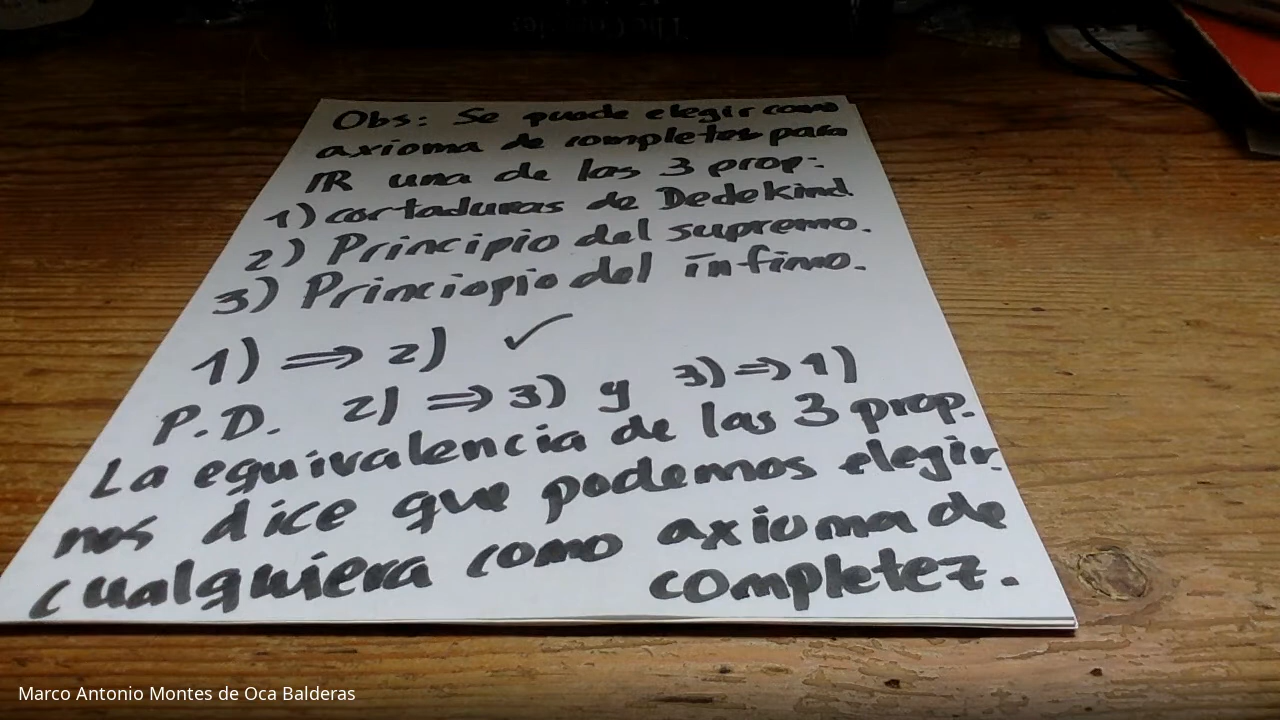 Obs: Se puede elegir como
axioma de completes para
IR una de las 3 prop:
1) cortaduras de Dedekind.
2) Principio del supremo.
3) Princiopio del ínfimo.
1) ⇒ 2) ✓
P.D. 2) ⇒ 3) y 3) ⇒ 1)
La equivalencia de las 3 prop.
nos dice que podemos elegir
cualquiera como axioma de
completez.
Marco Antonio Montes de Oca Balderas